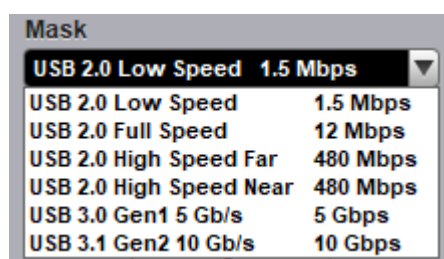 Mask
USB 2.0 Low Speed 1.5 Mbps
USB 2.0 Low Speed 1.5 Mbps
USB 2.0 Full Speed 12 Mbps
USB 2.0 High Speed Far 480 Mbps
USB 2.0 High Speed Near 480 Mbps
USB 3.0 Gen1 5 Gb/s 5 Gbps
USB 3.1 Gen2 10 Gb/s 10 Gbps